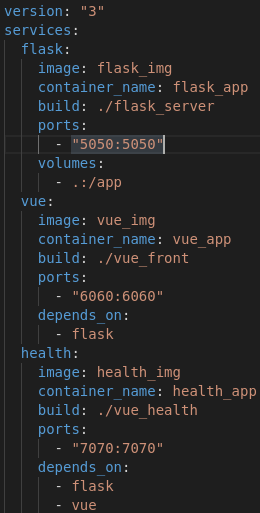 version: "3"
services:
  flask:
    image: flask_img
    container_name: flask_app
    build: ./flask_server
    ports:
      - "5050:5050"
    volumes:
      - .:/app
  vue:
    image: vue_img
    container_name: vue_app
    build: ./vue_front
    ports:
      - "6060:6060"
    depends_on:
      - flask
  health:
    image: health_img
    container_name: health_app
    build: ./vue_health
    ports:
      - "7070:7070"
    depends_on:
      - flask
      - vue